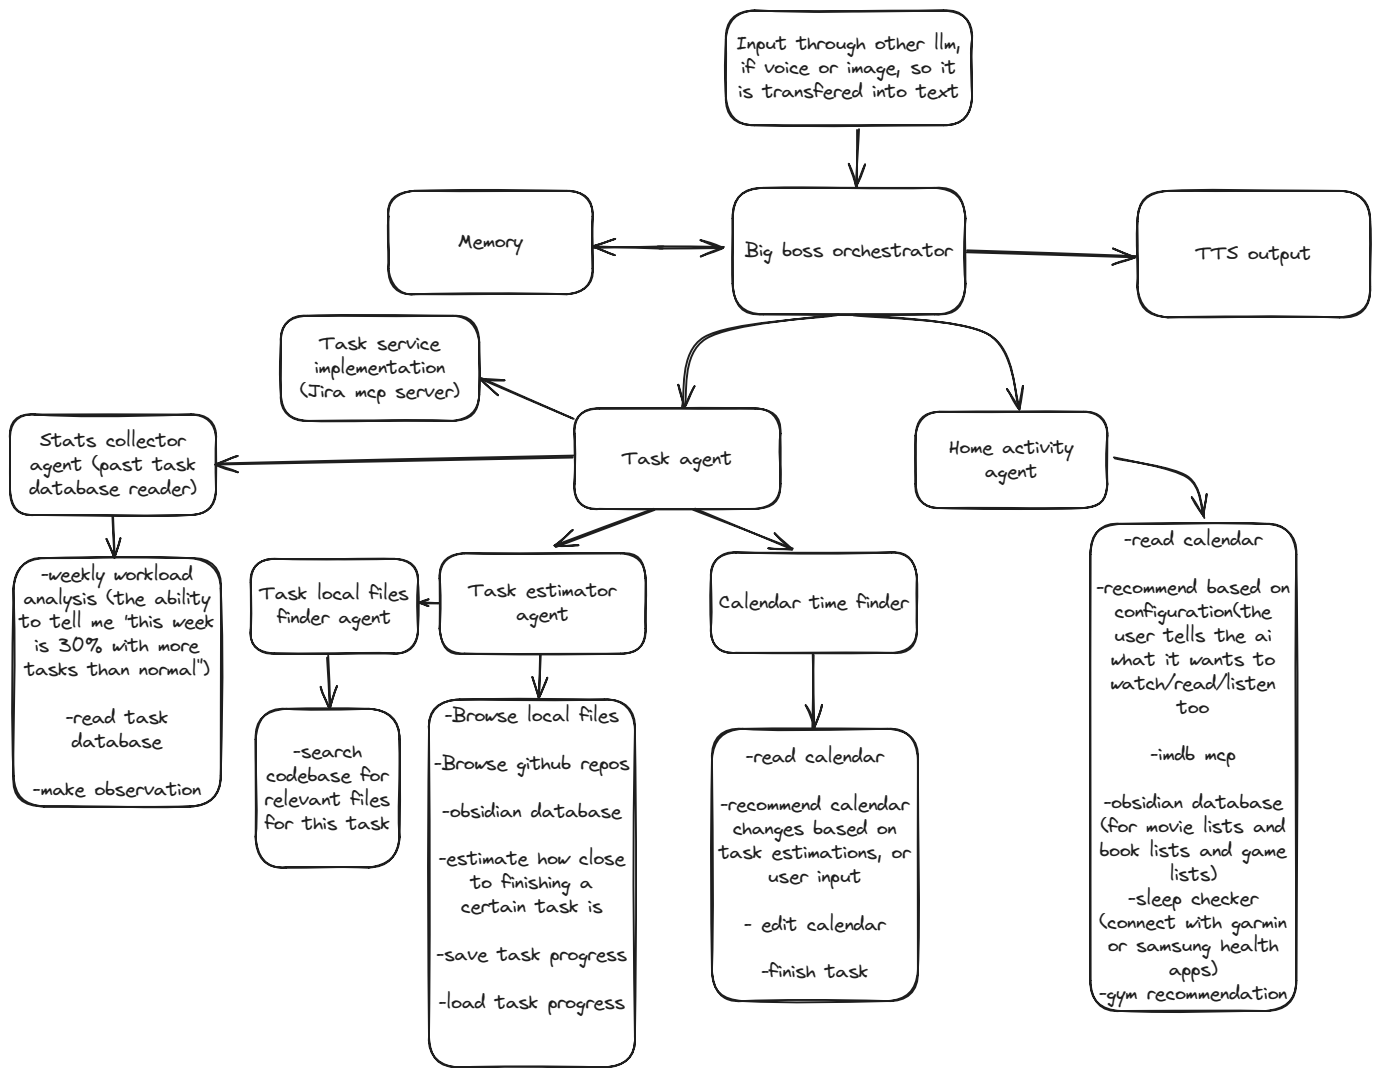 Input through other llm,
if voice or image, so it
is transfered into text
Memory
Big boss orchestrator
TTS output
Task service
implementation
(Jira mcp server)
Stats collector
agent (past task
database reader)
Task agent
Home activity
agent
-weekly workload
analysis (the ability
to tell me 'this week
is 30% with more
tasks than normal")
-read task
database
-make observation
Task local files
finder agent
Task estimator
agent
Calendar time finder
-search
codebase for
relevant files
for this task
-Browse local files
-Browse github repos
-obsidian database
-estimate how close
to finishing a
certain task is
-save task progress
-load task progress
-read calendar
-recommend calendar
changes based on
task estimations, or
user input
- edit calendar
-finish task
-read calendar
-recommend based on
configuration(the
user tells the ai
what it wants to
watch/read/listen
too
-imdb mcp
-obsidian database
(for movie lists and
book lists and game
lists)
-sleep checker
(connect with garmin
or samsung health
apps)
-gym recommendation